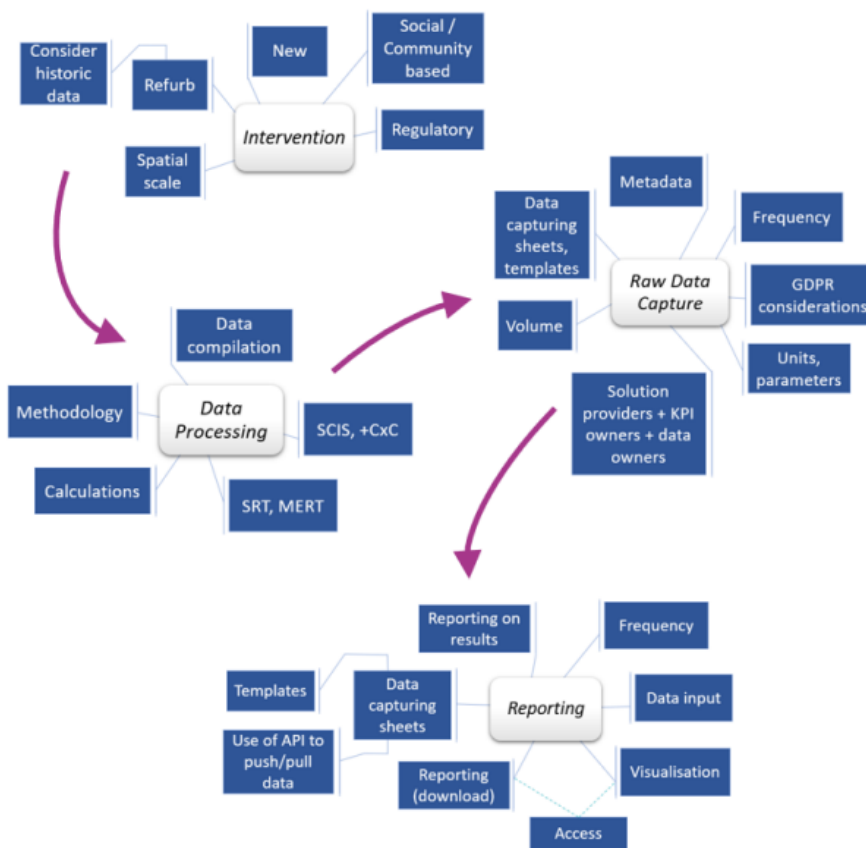 Social /
Community
based
New
Consider
historic
data
Refurb
Intervention
Regulatory
Spatial
scale
Metadata
Data
capturing
sheets,
templates
Frequency
Raw Data
Capture
GDPR
considerations
Volume
Units,
parameters
Solution
providers + KPI
owners + data
owners
Data
compilation
Methodology
Data
Processing
SCIS, +CxC
Calculations
SRT, MERT
Reporting on
results
Frequency
Templates
Data
capturing
sheets
Reporting
Data input
Use of API to
push/pull
data
Reporting
(download)
Visualisation
Access